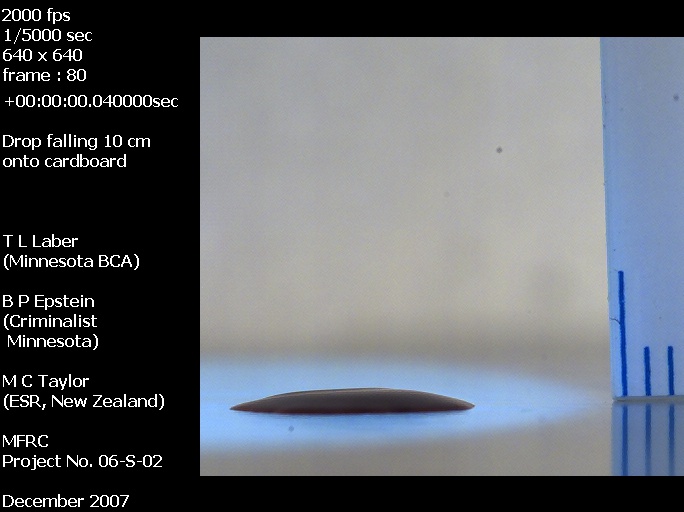 2000 fps
1/5000 sec
640 x 640
frame : 80
+00:00:00.040000sec
Drop falling 10 cm
onto cardboard
T L Laber
(Minnesota BCA)
B P Epstein
(Criminalist
Minnesota)
M C Taylor
(ESR, New Zealand)
MFRC
Project No. 06-S-02
December 2007